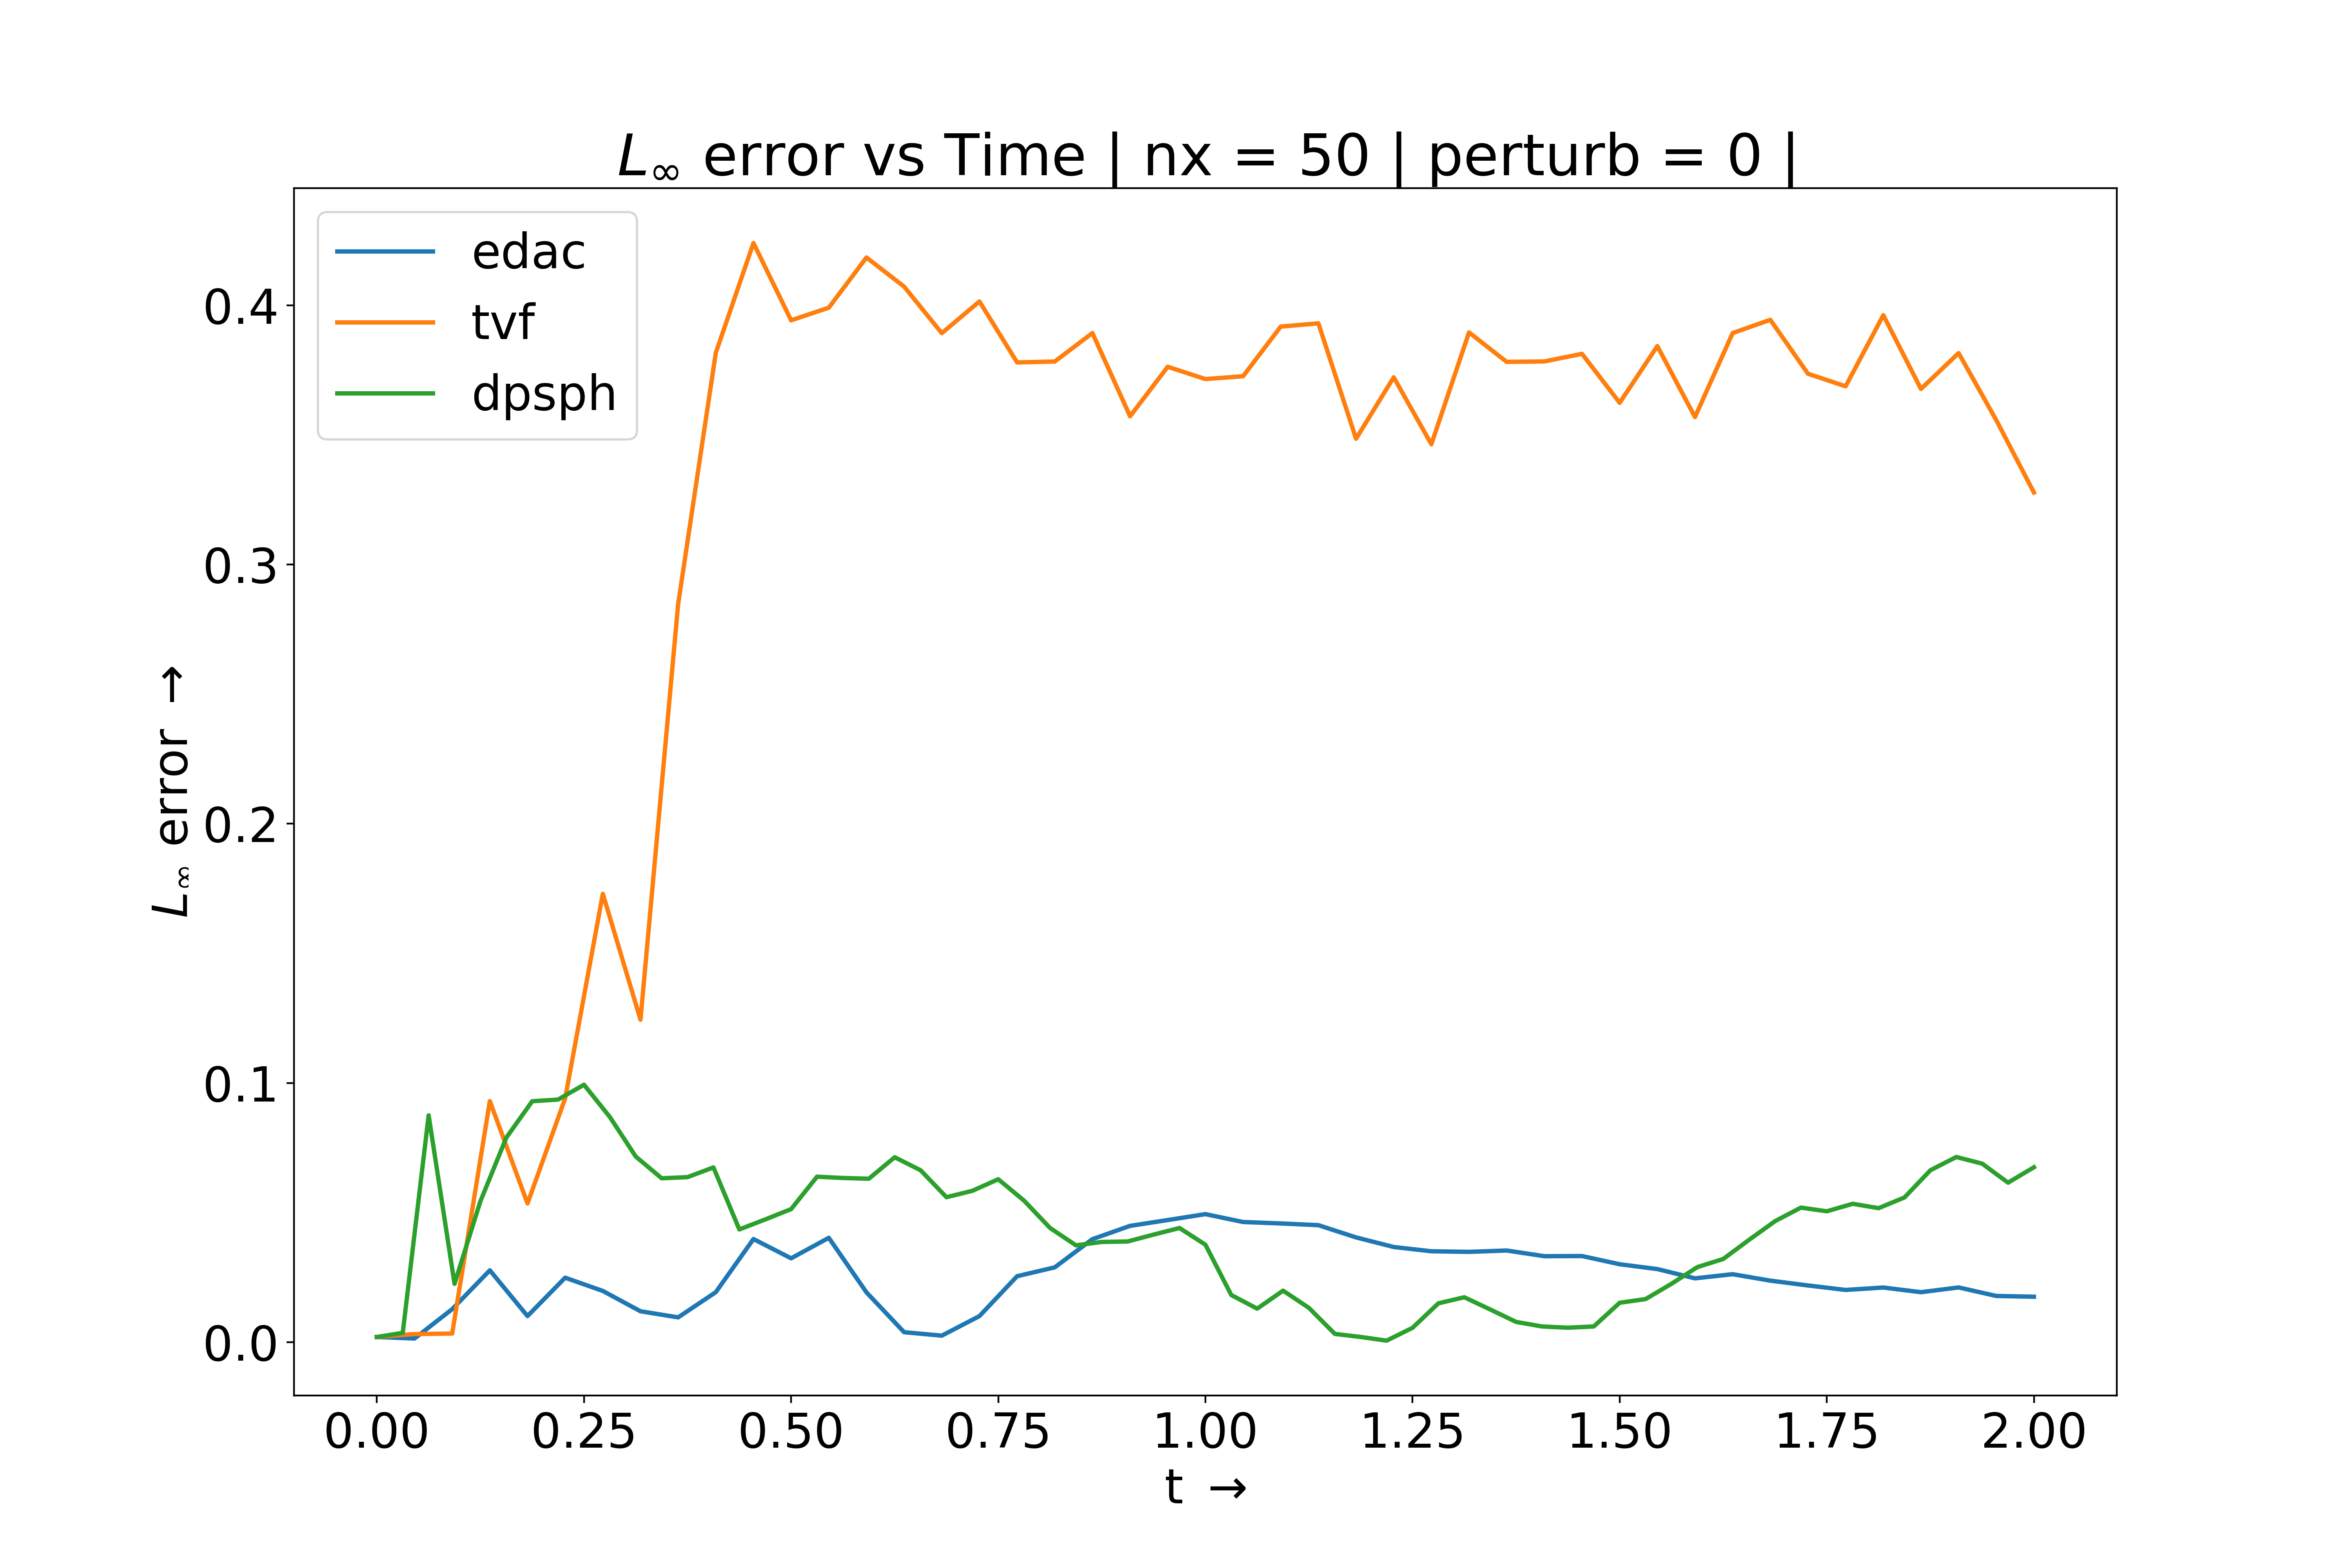 L∞ error vs Time | nx = 50 | perturb = 0 |
edac
tvf
dpsph
L∞ error →
0.4
0.3
0.2
0.1
0.0
0.00 0.25 0.50 0.75 1.00 1.25 1.50 1.75 2.00
t →